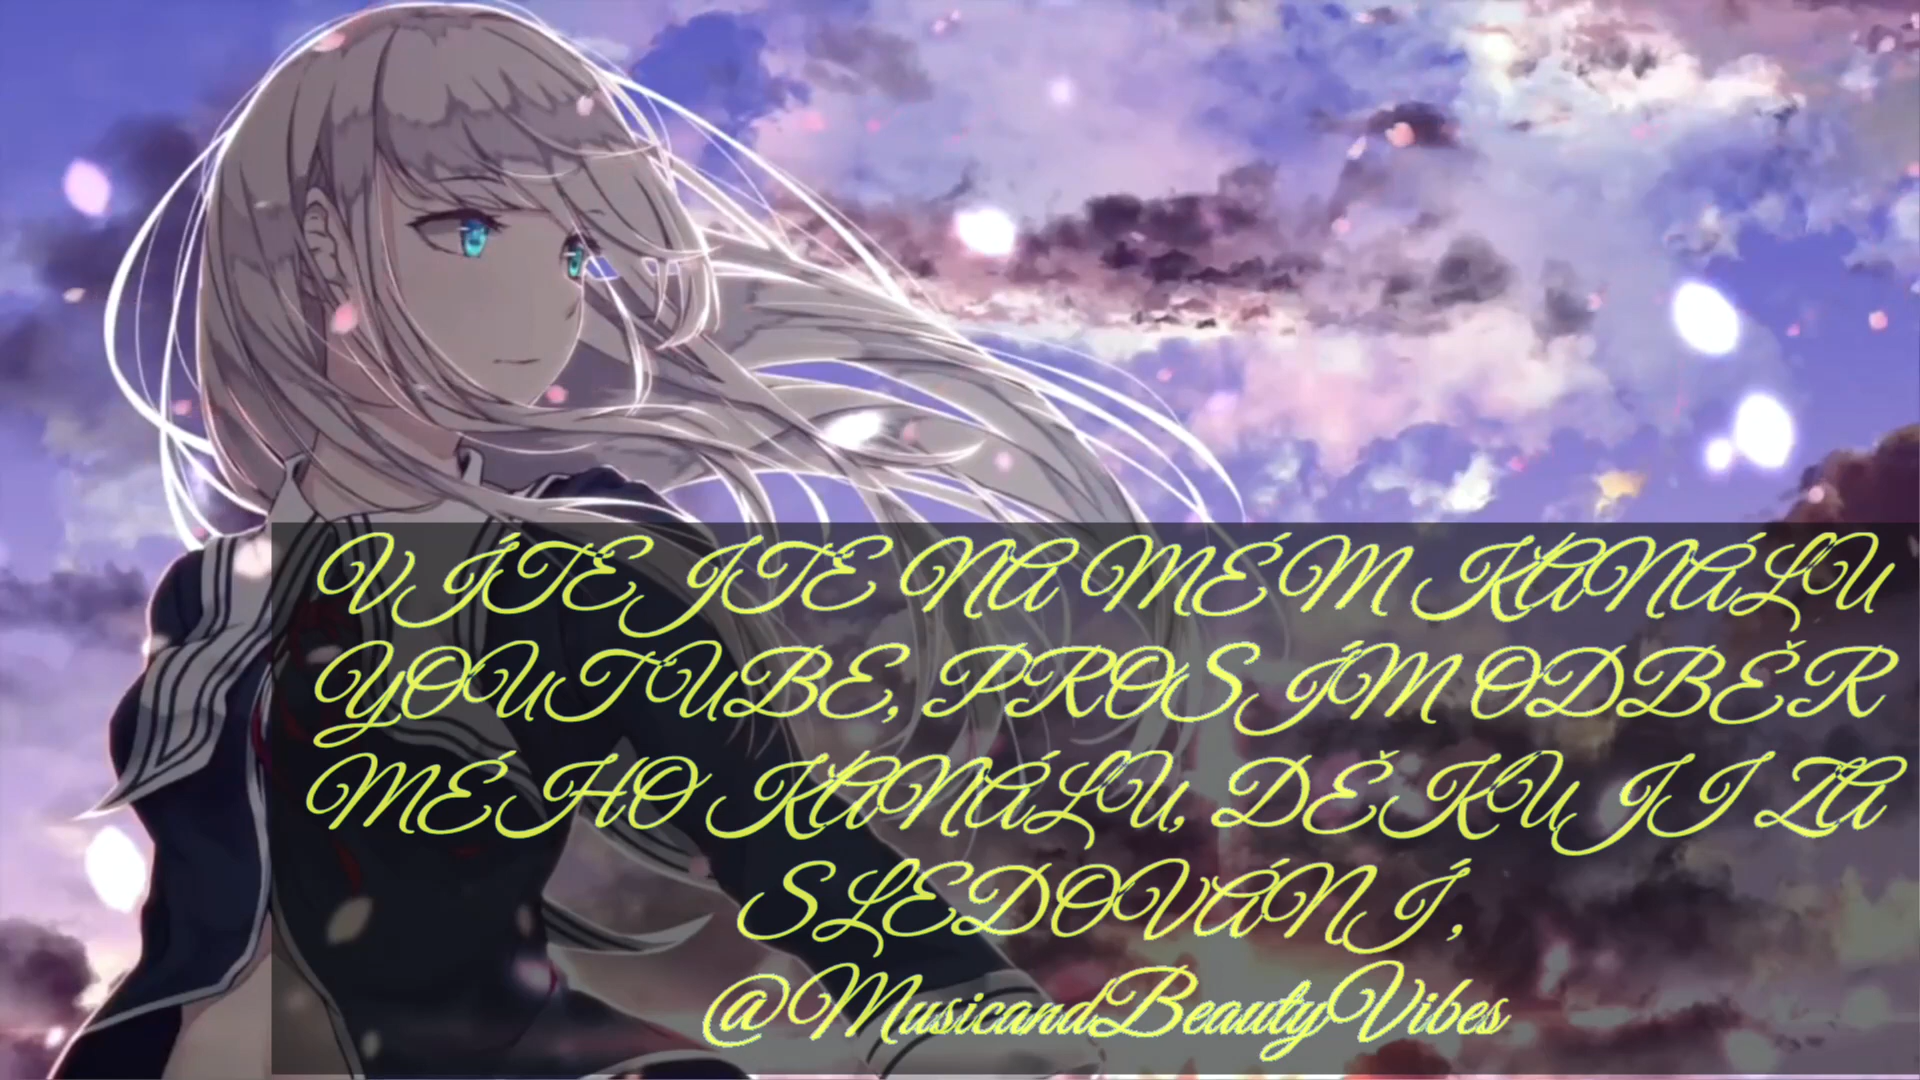 VÍTEJTE NA MÉM KANÁLU
YOUTUBE, PROSÍM ODBĚR
MÉHO KANÁLU, DĚKUJI ZA
SLEDOVÁNÍ,
@MusicandBeautyVibes